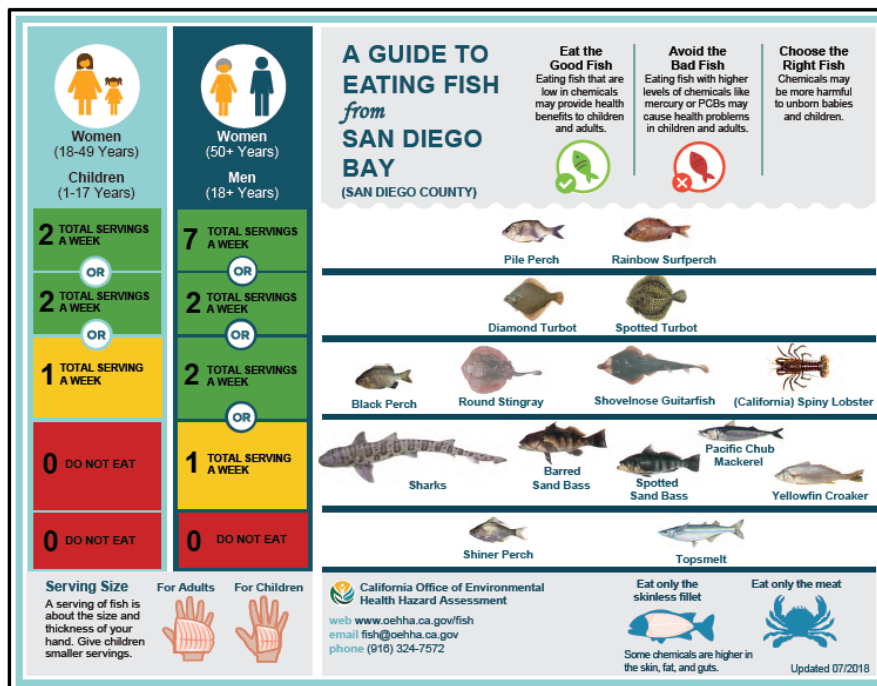 Women
(18-49 Years)
Children
(1-17 Years)
Women
(50+ Years)
Men
(18+ Years)
A GUIDE TO
EATING FISH
from
SAN DIEGO
BAY
(SAN DIEGO COUNTY)
Eat the
Good Fish
Eating fish that are
low in chemicals
may provide health
benefits to children
and adults.
Avoid the
Bad Fish
Eating fish with higher
levels of chemicals like
mercury or PCBs may
cause health problems
in children and adults.
Choose the
Right Fish
Chemicals may
be more harmful
to unborn babies
and children.
2 TOTAL SERVINGS
A WEEK
OR
2 TOTAL SERVINGS
A WEEK
OR
1 TOTAL SERVING
A WEEK
0 DO NOT EAT
0 DO NOT EAT
7 TOTAL SERVINGS
A WEEK
OR
2 TOTAL SERVINGS
A WEEK
OR
2 TOTAL SERVINGS
A WEEK
OR
1 TOTAL SERVING
A WEEK
0 DO NOT EAT
Pile Perch
Rainbow Surfperch
Diamond Turbot
Spotted Turbot
Black Perch
Round Stingray
Shovelnose Guitarfish
(California) Spiny Lobster
Sharks
Barred
Sand Bass
Spotted
Sand Bass
Pacific Chub
Mackerel
Yellowfin Croaker
Shiner Perch
Topsmelt
Serving Size
A serving of fish is
about the size and
thickness of your
hand. Give children
smaller servings.
For Adults
For Children
California Office of Environmental
Health Hazard Assessment
web www.oehha.ca.gov/fish
email fish@oehha.ca.gov
phone (916) 324-7572
Eat only the
skinless fillet
Eat only the meat
Some chemicals are higher in
the skin, fat, and guts.
Updated 07/2018